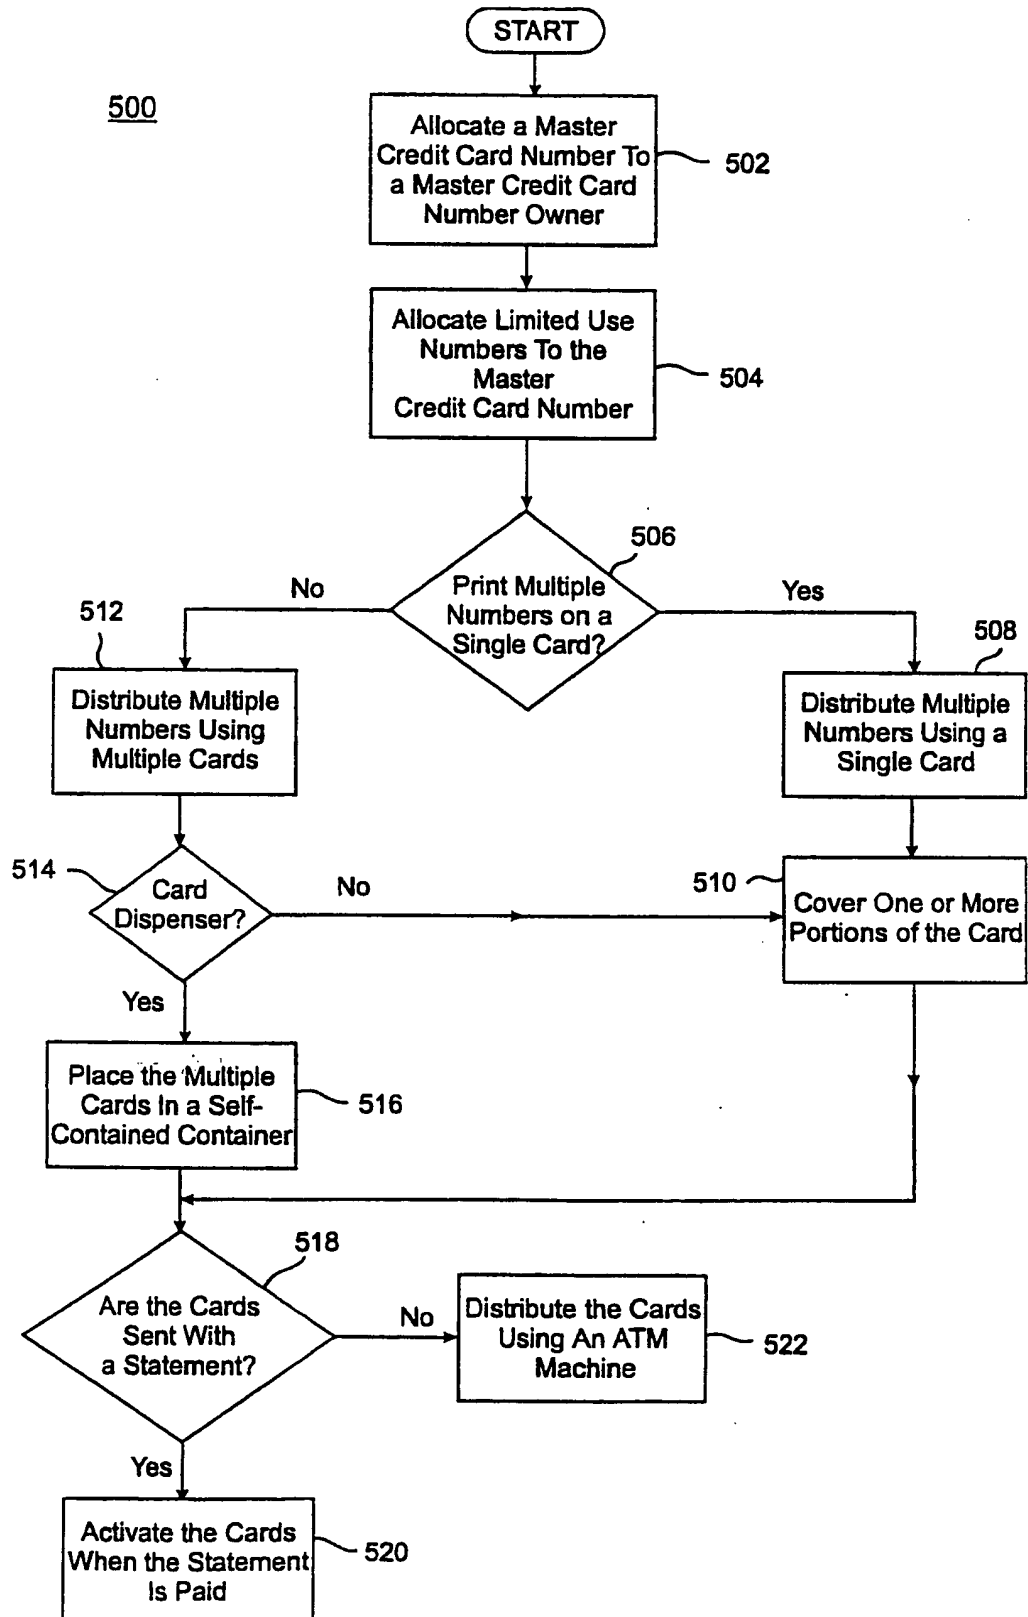 START
500
Allocate a Master
Credit Card Number To
a Master Credit Card
Number Owner
502
Allocate Limited Use
Numbers To the
Master
Credit Card Number
504
506
Print Multiple
Numbers on a
Single Card?
No
Yes
512
508
Distribute Multiple
Numbers Using
Multiple Cards
Distribute Multiple
Numbers Using a
Single Card
514
Card
Dispenser?
No
510
Cover One or More
Portions of the Card
Yes
Place the Multiple
Cards In a Self-
Contained Container
516
518
Are the Cards
Sent With
a Statement?
No
Distribute the Cards
Using An ATM
Machine
522
Yes
Activate the Cards
When the Statement
Is Paid
520